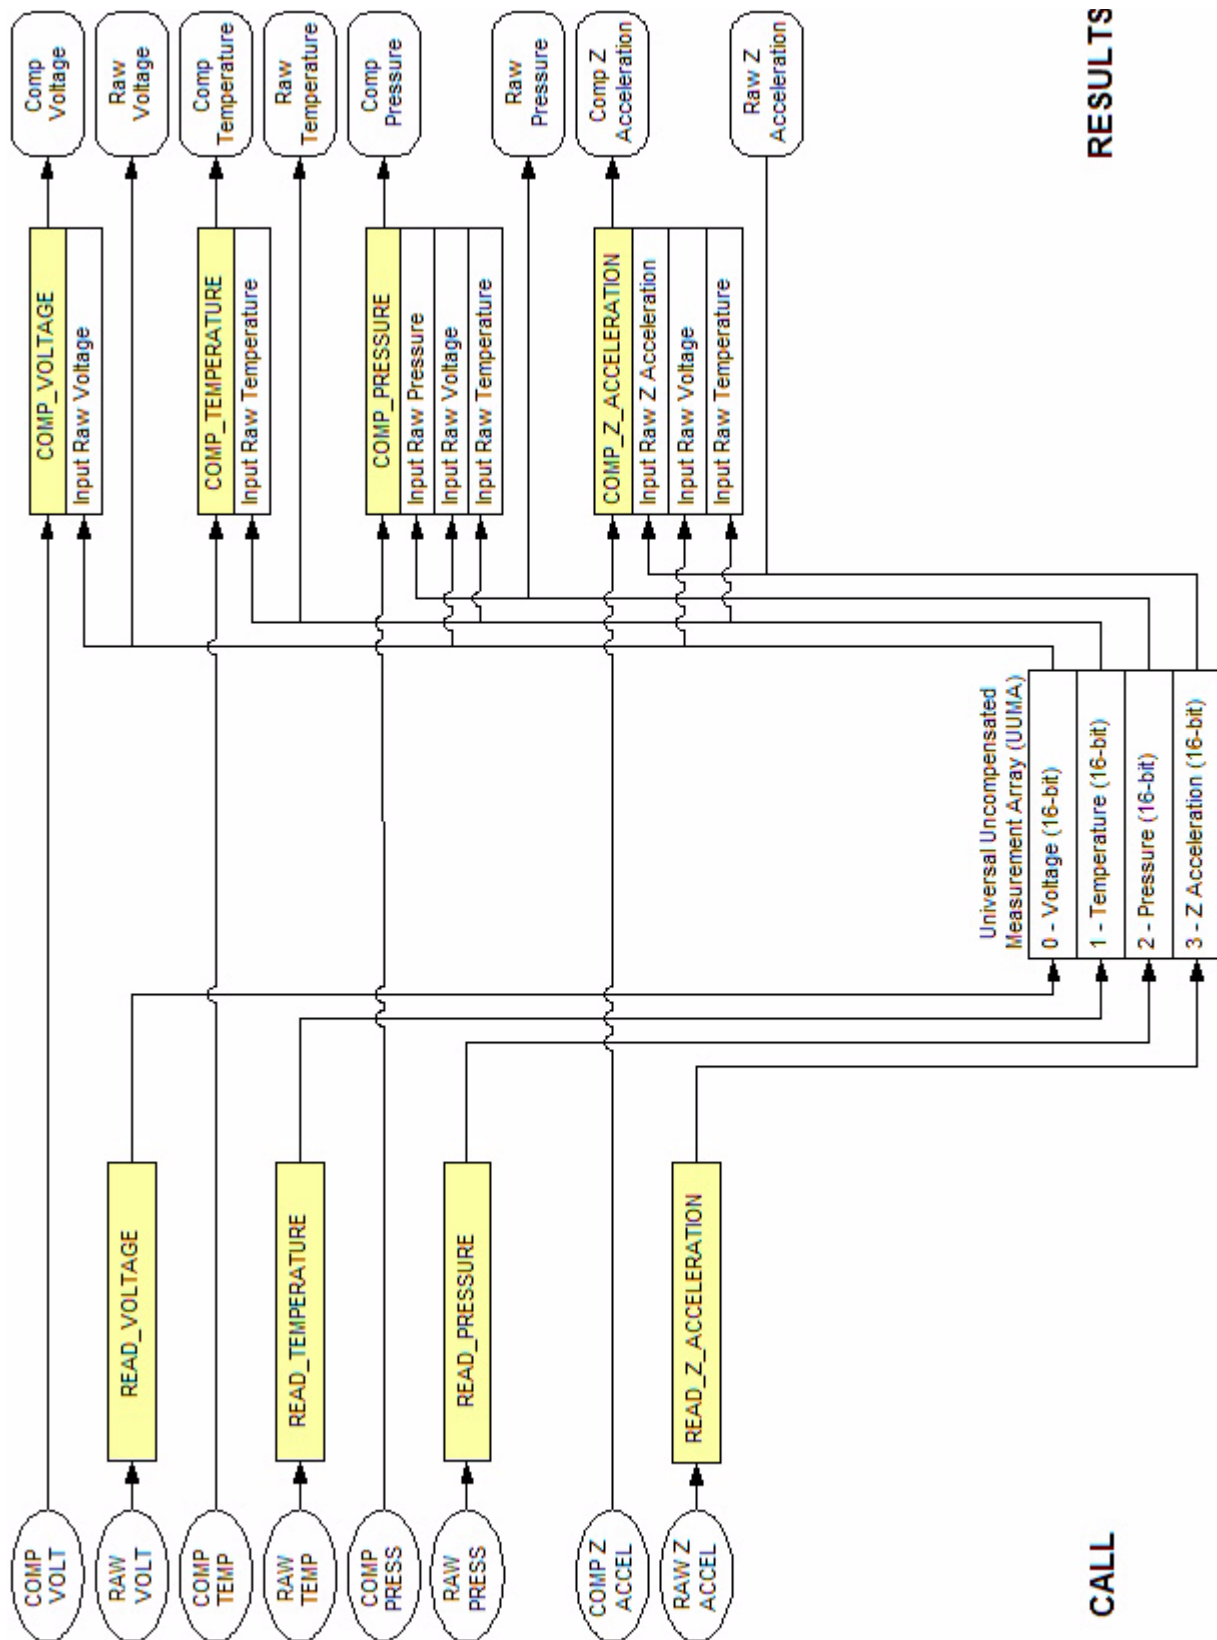 COMP
VOLT
RAW
VOLT
COMP
TEMP
RAW
TEMP
COMP
PRESS
RAW
PRESS
COMP Z
ACCEL
RAW Z
ACCEL
CALL
READ_VOLTAGE
READ_TEMPERATURE
READ_PRESSURE
READ_Z_ACCELERATION
Universal Uncompensated
Measurement Array (UUMA)
0 - Voltage (16-bit)
1 - Temperature (16-bit)
2 - Pressure (16-bit)
3 - Z Acceleration (16-bit)
COMP_VOLTAGE
Input Raw Voltage
COMP_TEMPERATURE
Input Raw Temperature
COMP_PRESSURE
Input Raw Pressure
Input Raw Voltage
Input Raw Temperature
COMP_Z_ACCELERATION
Input Raw Z Acceleration
Input Raw Voltage
Input Raw Temperature
Comp
Voltage
Raw
Voltage
Comp
Temperature
Raw
Temperature
Comp
Pressure
Raw
Pressure
Comp Z
Acceleration
Raw Z
Acceleration
RESULTS